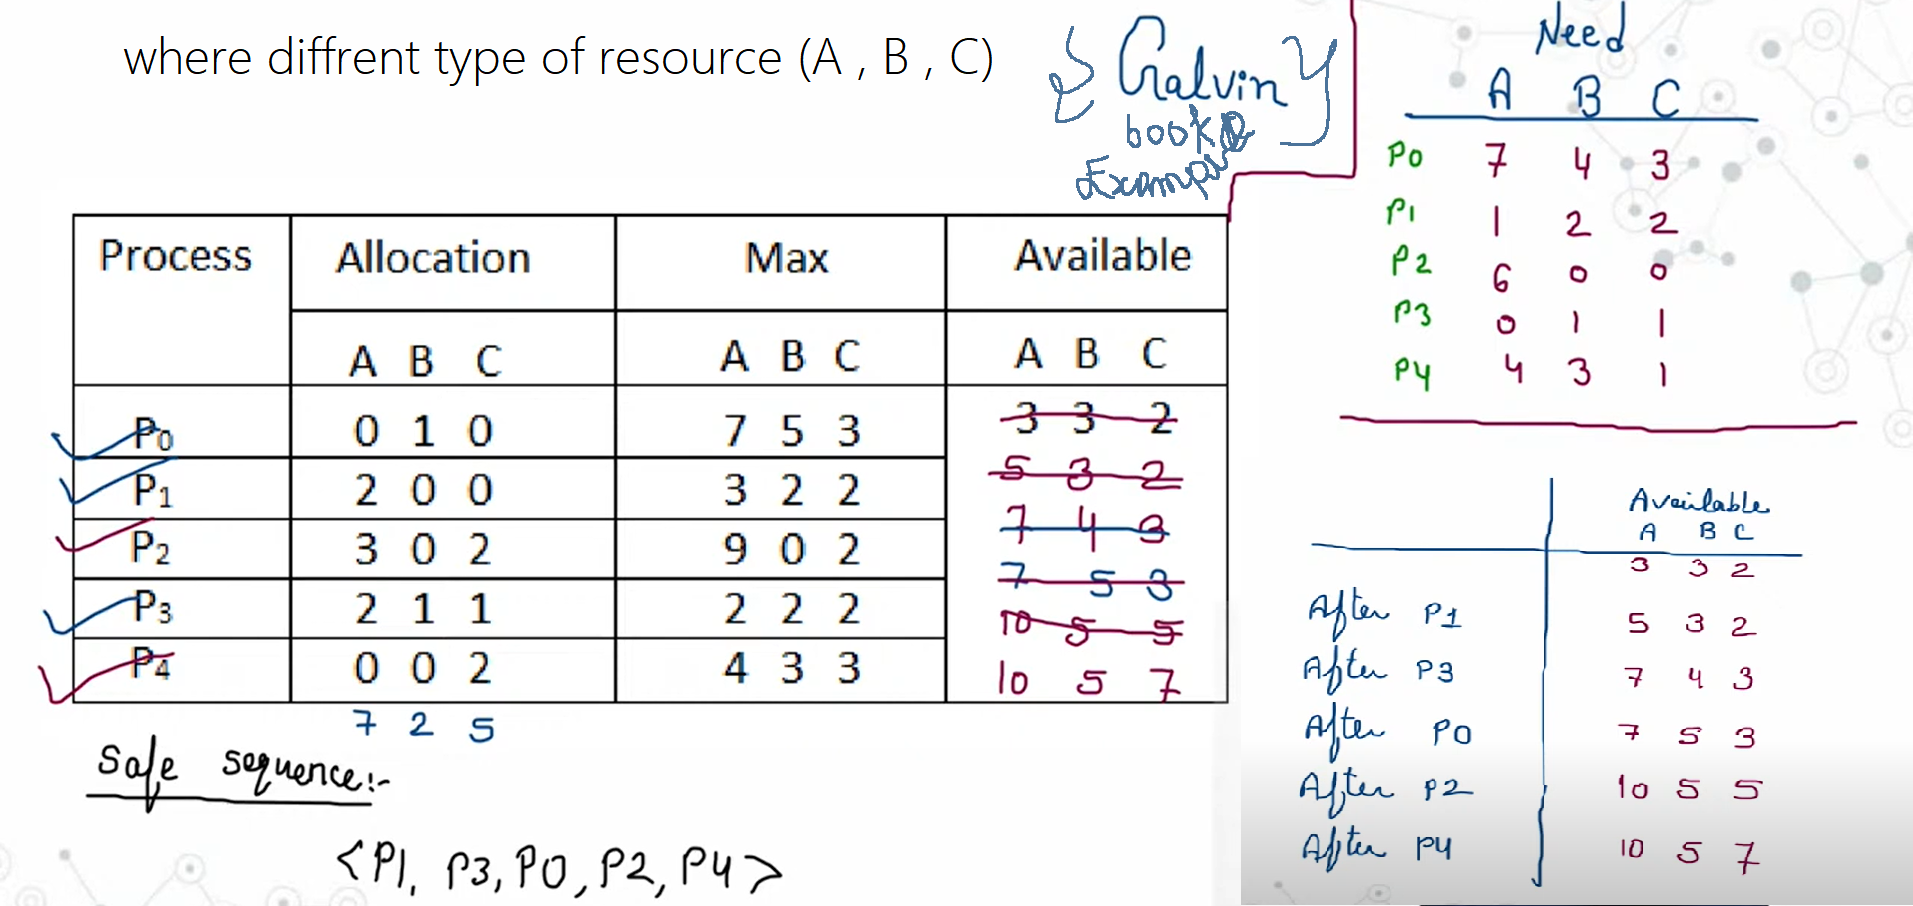 where diffrent type of resource (A , B , C)
{ Galvin }
book
Example
Process Allocation Max Available
A B C A B C A B C
P0 0 1 0 7 5 3 3 3 2
P1 2 0 0 3 2 2 5 3 2
P2 3 0 2 9 0 2 7 4 3
7 5 3
P3 2 1 1 2 2 2 10 5 5
P4 0 0 2 4 3 3 10 5 7
7 2 5
Safe sequence:-
<P1, P3, P0, P2, P4>
Need
A B C
P0 7 4 3
P1 1 2 2
P2 6 0 0
P3 0 1 1
P4 4 3 1
Available
A B C
3 3 2
After P1 5 3 2
After P3 7 4 3
After P0 7 5 3
After P2 10 5 5
After P4 10 5 7